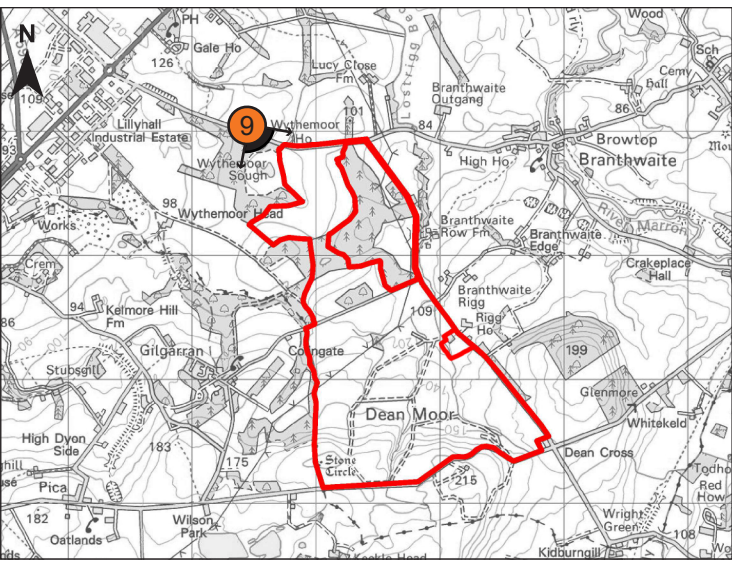 N
PH
Gale Ho
126
Wood
Sch
Lucy Close
Fm
Cemy
Hall
Lostrigg Beck
Branthwaite
Outgang
109
101
86
9
Wythemoor
Ho
84
Lillyhall
Industrial Estate
Browtop
Branthwaite
93
High Ho
Wythemoor
Sough
98
Wythemoor Head
River Marron
Works
Branthwaite
Row Fm
Branthwaite
Edge
Crakeplace
Hall
Crem
Branthwaite
Rigg
94
Kelmore Hill
Fm
109
Rigg
Ho
86
Gilgarran
Colingate
199
Stubsgill
Glenmore
Dean Moor
Whitekeld
High Dyon
Side
183
Dean Cross
175
Stone
Circle
215
Pica
Red
How
182
Wilson
Park
Wright
Green
Oatlands
108
Kidburngill